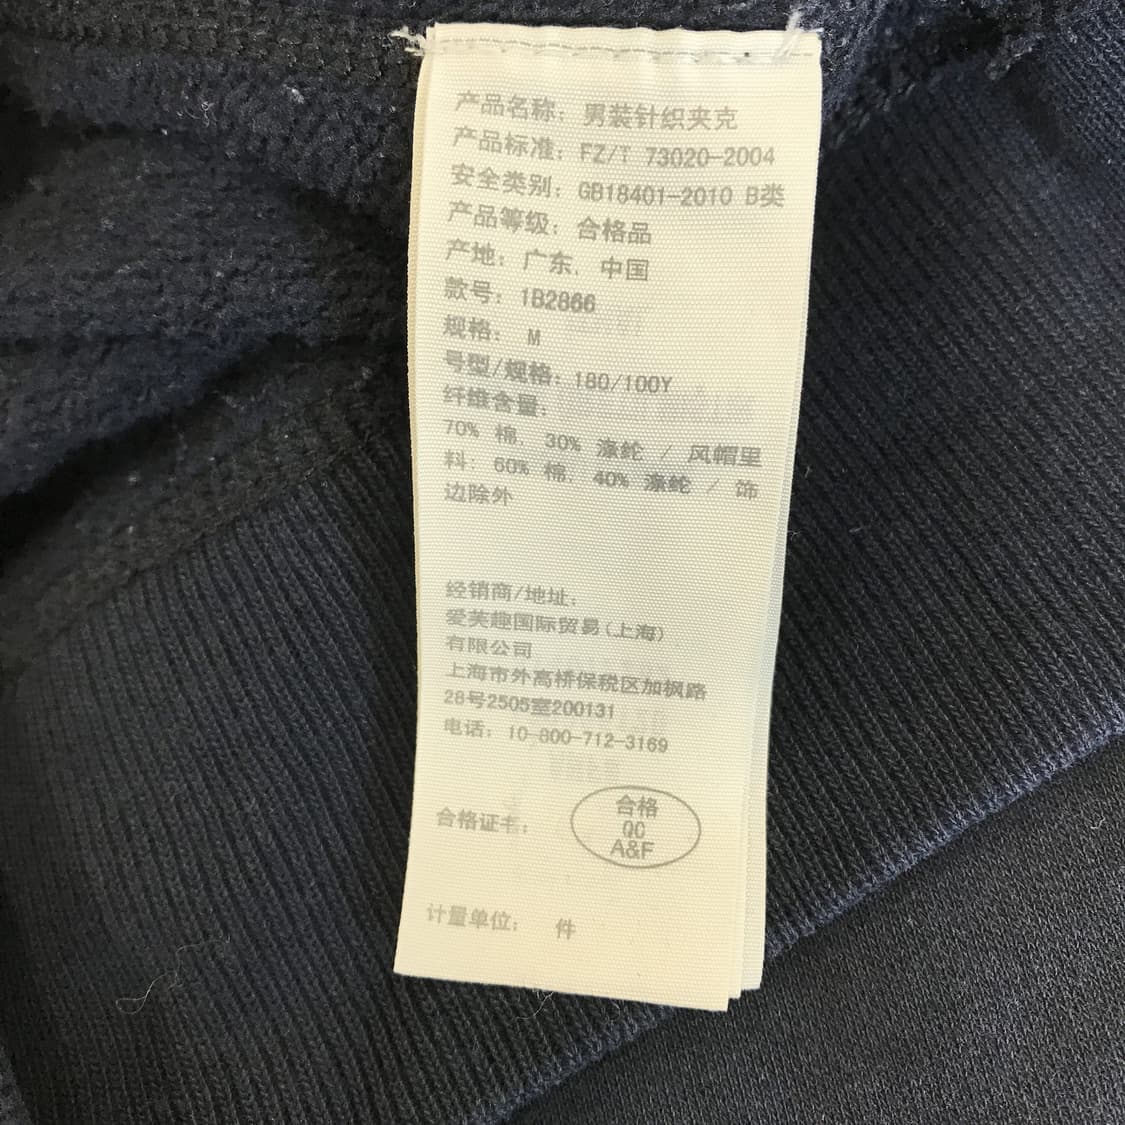 产品名称：男装针织夹克
产品标准：FZ/T 73020-2004
安全类别：GB18401-2010 B类
产品等级：合格品
产地：广东，中国
款号：1B2866
规格： M
号型/规格：180/100Y
纤维含量：
70% 棉，30% 涤纶 / 风帽里
料：60% 棉，40% 涤纶 / 饰
边除外
经销商/地址：
爱芙趣国际贸易(上海)
有限公司
上海市外高桥保税区加枫路
28号2505室200131
电话：10-800-712-3169
合格证书：
合格
QC
A&F
计量单位： 件